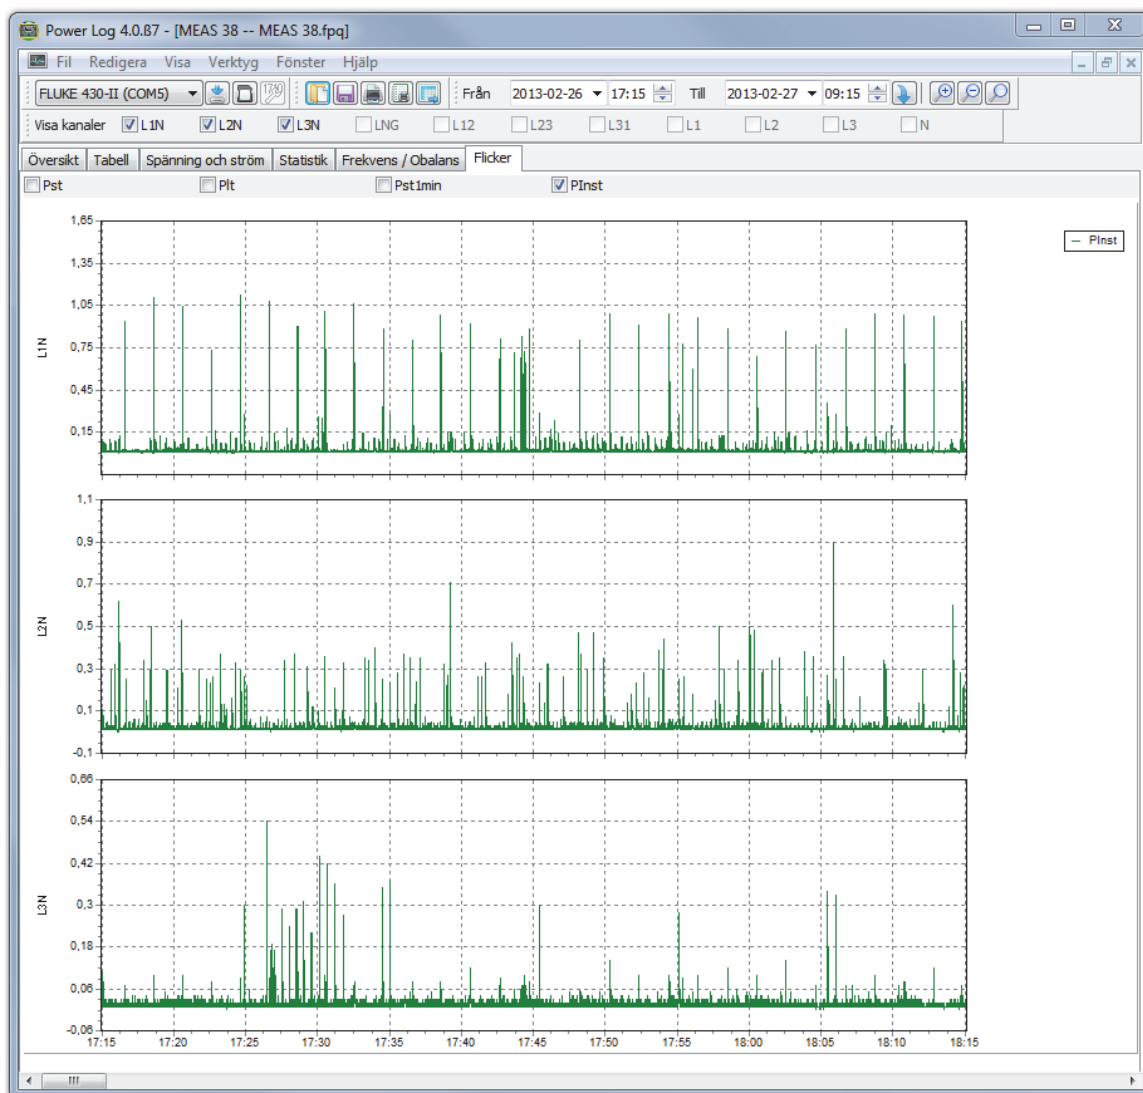 Power Log 4.0.ß7 - [MEAS 38 -- MEAS 38.fpq]
Fil Redigera Visa Verktyg Fönster Hjälp
FLUKE 430-II (COM5) Från 2013-02-26 17:15 Till 2013-02-27 09:15
Visa kanaler L1N L2N L3N LNG L12 L23 L31 L1 L2 L3 N
Översikt Tabell Spänning och ström Statistik Frekvens / Obalans Flicker
Pst Plt Pst1min PInst
PInst
L1N
1,65
1,35
1,05
0,75
0,45
0,15
17:15 17:20 17:25 17:30 17:35 17:40 17:45 17:50 17:55 18:00 18:05 18:10 18:15
L2N
1,1
0,9
0,7
0,5
0,3
0,1
-0,1
L3N
0,66
0,54
0,42
0,3
0,18
0,06
-0,06